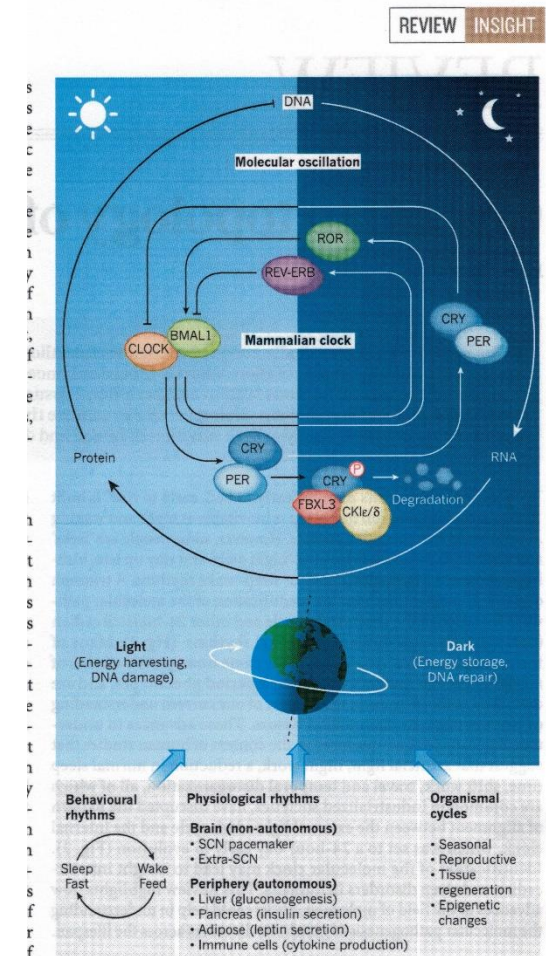 REVIEW INSIGHT
DNA
Molecular oscillation
ROR
REV-ERB
CRY
PER
BMAL1
CLOCK
Mammalian clock
Protein
RNA
CRY
PER
P
CRY
FBXL3
CKIε/δ
Degradation
Light
(Energy harvesting,
DNA damage)
Dark
(Energy storage,
DNA repair)
Behavioural
rhythms
Sleep
Fast
Wake
Feed
Physiological rhythms
Brain (non-autonomous)
• SCN pacemaker
• Extra-SCN
Periphery (autonomous)
• Liver (gluconeogenesis)
• Pancreas (insulin secretion)
• Adipose (leptin secretion)
• Immune cells (cytokine production)
Organismal
cycles
• Seasonal
• Reproductive
• Tissue
regeneration
• Epigenetic
changes